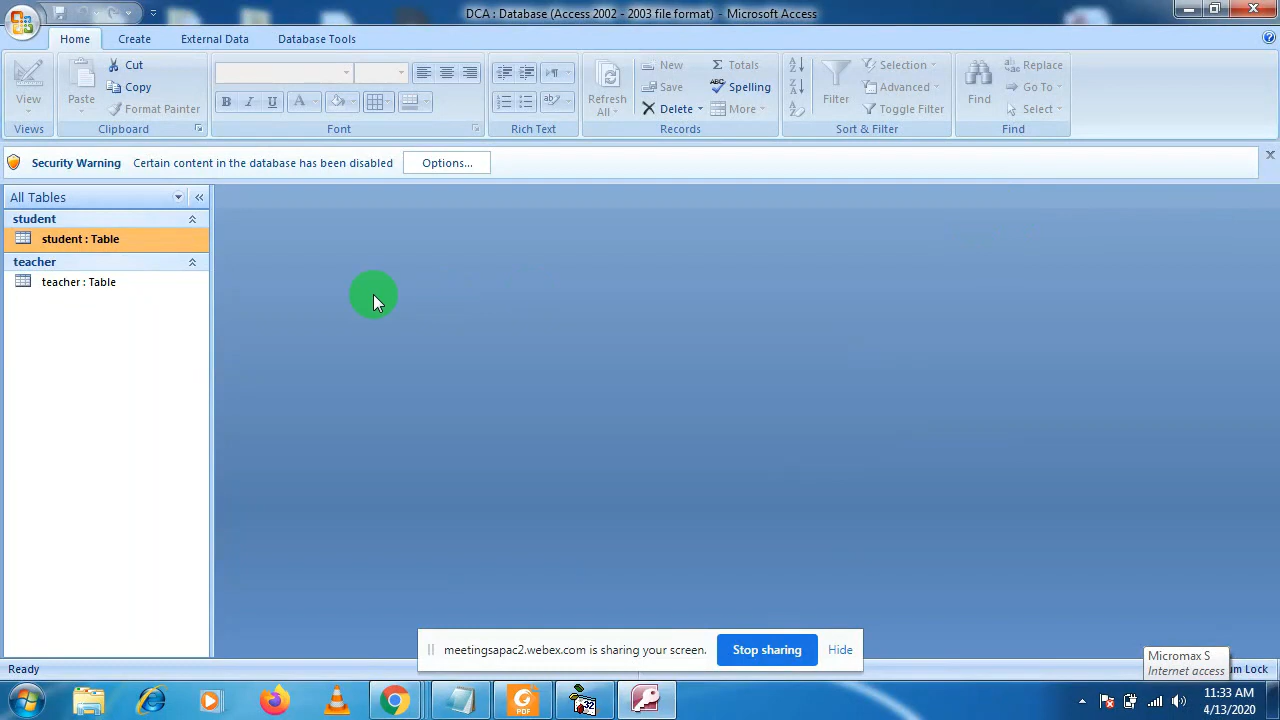 DCA : Database (Access 2002 - 2003 file format) - Microsoft Access
Home Create External Data Database Tools
View
Views
Paste
Cut
Copy
Format Painter
Clipboard
B I U A
Font
ab
Rich Text
Refresh All
New
Save
Delete
Totals
Spelling
More
Records
Filter
Selection
Advanced
Toggle Filter
Sort & Filter
Find
Replace
Go To
Select
Find
Security Warning Certain content in the database has been disabled Options...
All Tables
student
student : Table
teacher
teacher : Table
meetingsapac2.webex.com is sharing your screen. Stop sharing Hide
Micromax S
Internet access
Ready
Lock
PDF
32
11:33 AM
4/13/2020